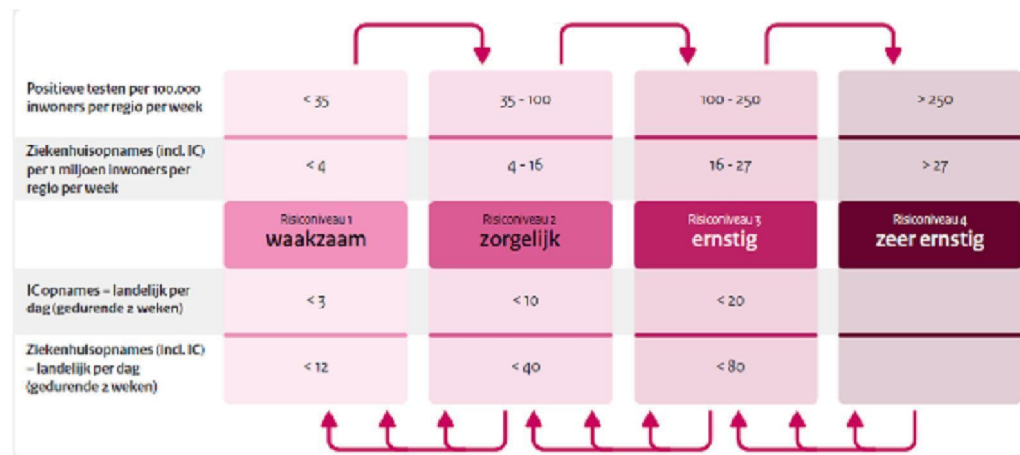 Positieve testen per 100.000
inwoners per regio per week
< 35
35 - 100
100 - 250
> 250
Ziekenhuisopnames (incl. IC)
per 1 miljoen inwoners per
regio per week
< 4
4 - 16
16 - 27
> 27
Risiconiveau 1
waakzaam
Risiconiveau 2
zorgelijk
Risiconiveau 3
ernstig
Risiconiveau 4
zeer ernstig
IC opnames – landelijk per
dag (gedurende 2 weken)
< 3
< 10
< 20
Ziekenhuisopnames (incl. IC)
– landelijk per dag
(gedurende 2 weken)
< 12
< 40
< 80